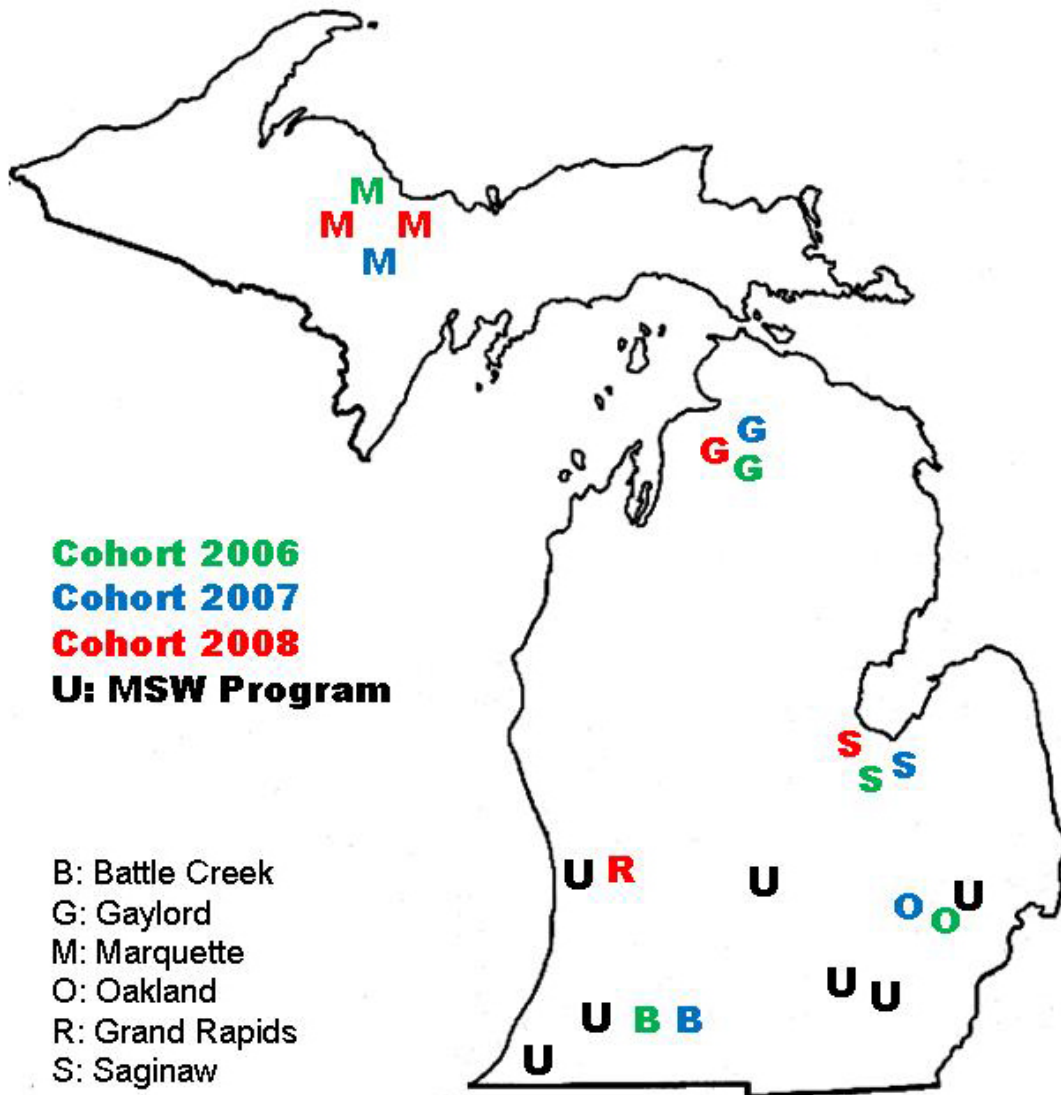 M
M M
M
G
G
G
Cohort 2006
Cohort 2007
Cohort 2008
U: MSW Program
S
S
S
U R
U
U
O
O
B: Battle Creek
G: Gaylord
M: Marquette
O: Oakland
R: Grand Rapids
S: Saginaw
U
U
U B B
U